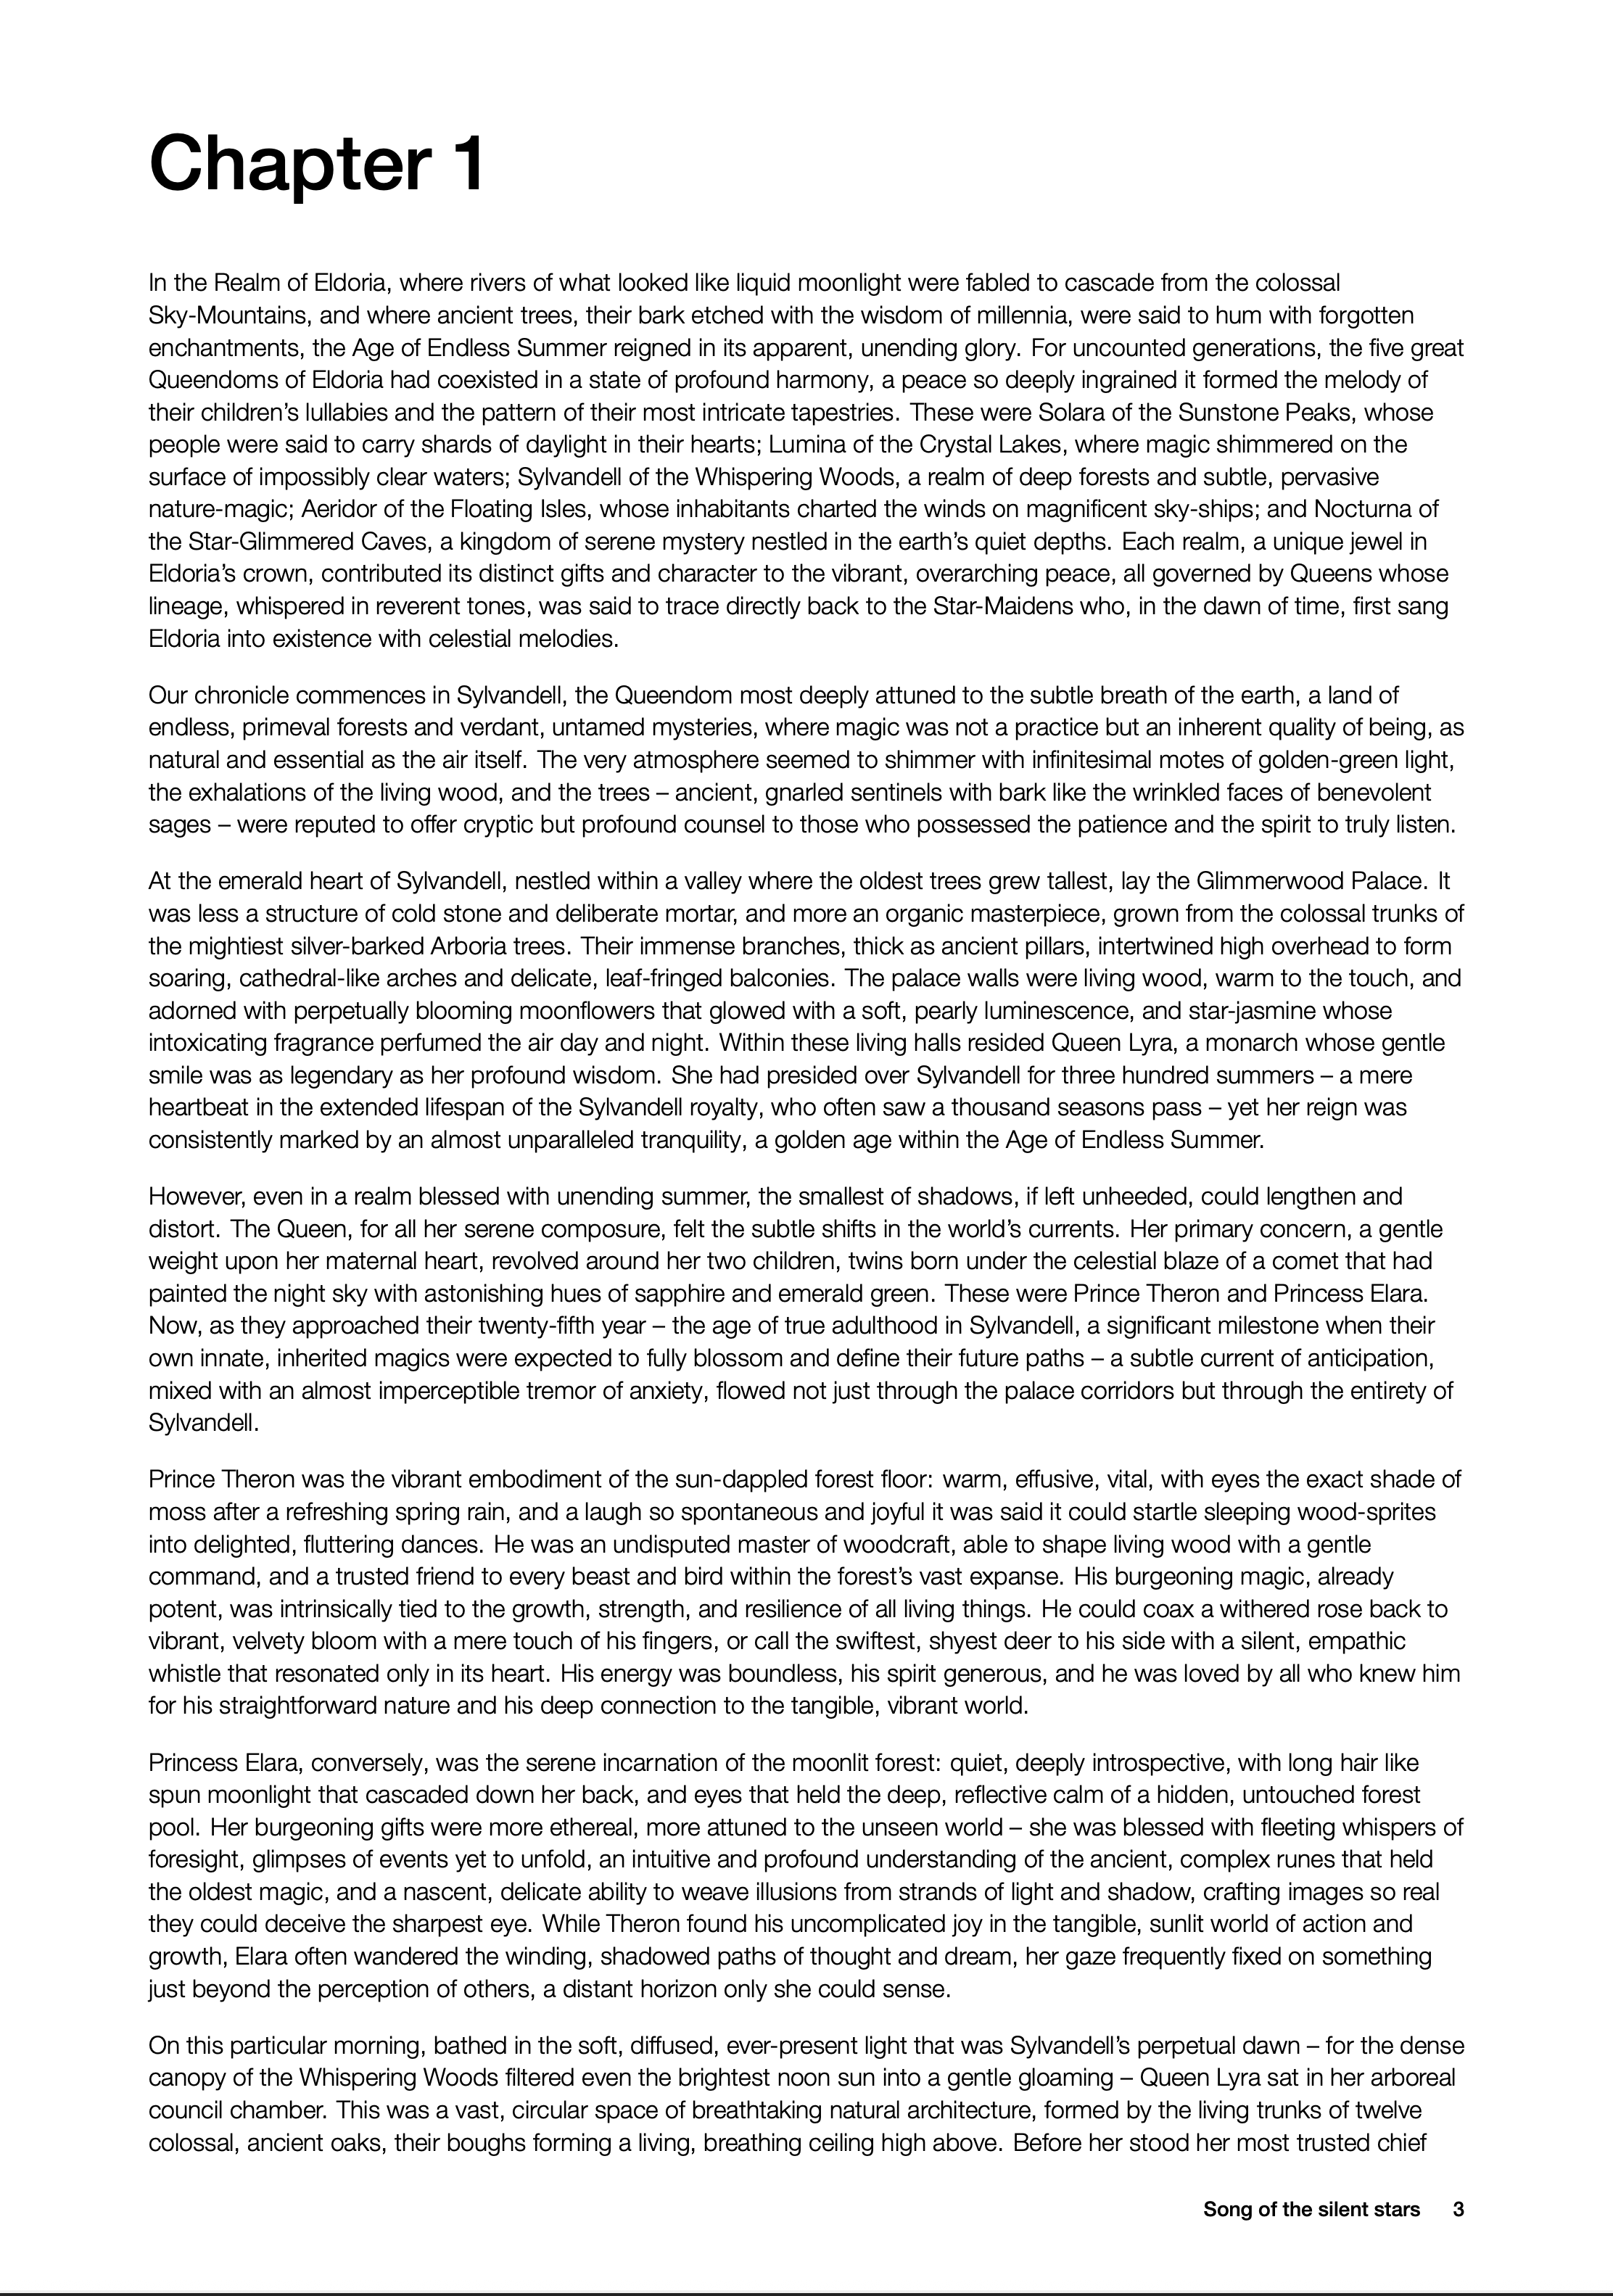 Chapter 1
In the Realm of Eldoria, where rivers of what looked like liquid moonlight were fabled to cascade from the colossal
Sky-Mountains, and where ancient trees, their bark etched with the wisdom of millennia, were said to hum with forgotten
enchantments, the Age of Endless Summer reigned in its apparent, unending glory. For uncounted generations, the five great
Queendoms of Eldoria had coexisted in a state of profound harmony, a peace so deeply ingrained it formed the melody of
their children’s lullabies and the pattern of their most intricate tapestries. These were Solara of the Sunstone Peaks, whose
people were said to carry shards of daylight in their hearts; Lumina of the Crystal Lakes, where magic shimmered on the
surface of impossibly clear waters; Sylvandell of the Whispering Woods, a realm of deep forests and subtle, pervasive
nature-magic; Aeridor of the Floating Isles, whose inhabitants charted the winds on magnificent sky-ships; and Nocturna of
the Star-Glimmered Caves, a kingdom of serene mystery nestled in the earth’s quiet depths. Each realm, a unique jewel in
Eldoria’s crown, contributed its distinct gifts and character to the vibrant, overarching peace, all governed by Queens whose
lineage, whispered in reverent tones, was said to trace directly back to the Star-Maidens who, in the dawn of time, first sang
Eldoria into existence with celestial melodies.
Our chronicle commences in Sylvandell, the Queendom most deeply attuned to the subtle breath of the earth, a land of
endless, primeval forests and verdant, untamed mysteries, where magic was not a practice but an inherent quality of being, as
natural and essential as the air itself. The very atmosphere seemed to shimmer with infinitesimal motes of golden-green light,
the exhalations of the living wood, and the trees – ancient, gnarled sentinels with bark like the wrinkled faces of benevolent
sages – were reputed to offer cryptic but profound counsel to those who possessed the patience and the spirit to truly listen.
At the emerald heart of Sylvandell, nestled within a valley where the oldest trees grew tallest, lay the Glimmerwood Palace. It
was less a structure of cold stone and deliberate mortar, and more an organic masterpiece, grown from the colossal trunks of
the mightiest silver-barked Arboria trees. Their immense branches, thick as ancient pillars, intertwined high overhead to form
soaring, cathedral-like arches and delicate, leaf-fringed balconies. The palace walls were living wood, warm to the touch, and
adorned with perpetually blooming moonflowers that glowed with a soft, pearly luminescence, and star-jasmine whose
intoxicating fragrance perfumed the air day and night. Within these living halls resided Queen Lyra, a monarch whose gentle
smile was as legendary as her profound wisdom. She had presided over Sylvandell for three hundred summers – a mere
heartbeat in the extended lifespan of the Sylvandell royalty, who often saw a thousand seasons pass – yet her reign was
consistently marked by an almost unparalleled tranquility, a golden age within the Age of Endless Summer.
However, even in a realm blessed with unending summer, the smallest of shadows, if left unheeded, could lengthen and
distort. The Queen, for all her serene composure, felt the subtle shifts in the world’s currents. Her primary concern, a gentle
weight upon her maternal heart, revolved around her two children, twins born under the celestial blaze of a comet that had
painted the night sky with astonishing hues of sapphire and emerald green. These were Prince Theron and Princess Elara.
Now, as they approached their twenty-fifth year – the age of true adulthood in Sylvandell, a significant milestone when their
own innate, inherited magics were expected to fully blossom and define their future paths – a subtle current of anticipation,
mixed with an almost imperceptible tremor of anxiety, flowed not just through the palace corridors but through the entirety of
Sylvandell.
Prince Theron was the vibrant embodiment of the sun-dappled forest floor: warm, effusive, vital, with eyes the exact shade of
moss after a refreshing spring rain, and a laugh so spontaneous and joyful it was said it could startle sleeping wood-sprites
into delighted, fluttering dances. He was an undisputed master of woodcraft, able to shape living wood with a gentle
command, and a trusted friend to every beast and bird within the forest’s vast expanse. His burgeoning magic, already
potent, was intrinsically tied to the growth, strength, and resilience of all living things. He could coax a withered rose back to
vibrant, velvety bloom with a mere touch of his fingers, or call the swiftest, shyest deer to his side with a silent, empathic
whistle that resonated only in its heart. His energy was boundless, his spirit generous, and he was loved by all who knew him
for his straightforward nature and his deep connection to the tangible, vibrant world.
Princess Elara, conversely, was the serene incarnation of the moonlit forest: quiet, deeply introspective, with long hair like
spun moonlight that cascaded down her back, and eyes that held the deep, reflective calm of a hidden, untouched forest
pool. Her burgeoning gifts were more ethereal, more attuned to the unseen world – she was blessed with fleeting whispers of
foresight, glimpses of events yet to unfold, an intuitive and profound understanding of the ancient, complex runes that held
the oldest magic, and a nascent, delicate ability to weave illusions from strands of light and shadow, crafting images so real
they could deceive the sharpest eye. While Theron found his uncomplicated joy in the tangible, sunlit world of action and
growth, Elara often wandered the winding, shadowed paths of thought and dream, her gaze frequently fixed on something
just beyond the perception of others, a distant horizon only she could sense.
On this particular morning, bathed in the soft, diffused, ever-present light that was Sylvandell’s perpetual dawn – for the dense
canopy of the Whispering Woods filtered even the brightest noon sun into a gentle gloaming – Queen Lyra sat in her arboreal
council chamber. This was a vast, circular space of breathtaking natural architecture, formed by the living trunks of twelve
colossal, ancient oaks, their boughs forming a living, breathing ceiling high above. Before her stood her most trusted chief
Song of the silent stars 3